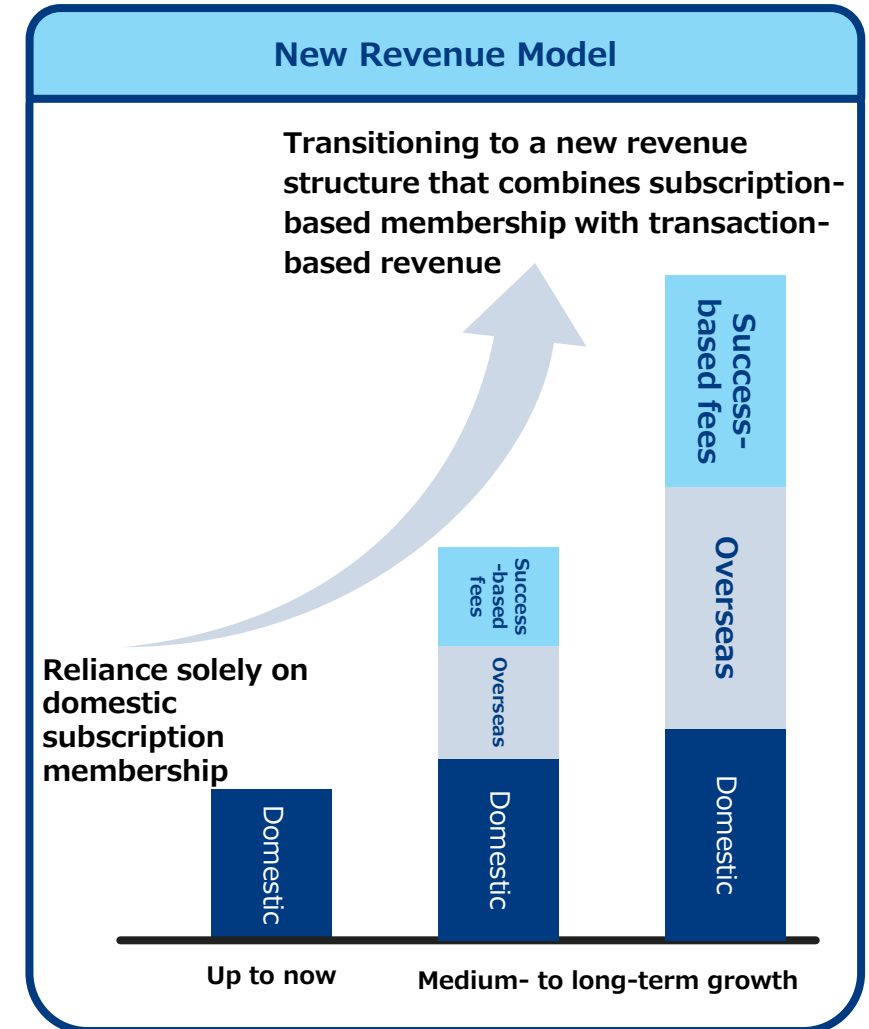 New Revenue Model
Transitioning to a new revenue
structure that combines subscription-
based membership with transaction-
based revenue
Reliance solely on
domestic
subscription
membership
Domestic
Success
-based
fees
Overseas
Domestic
Success-
based fees
Overseas
Domestic
Up to now
Medium- to long-term growth